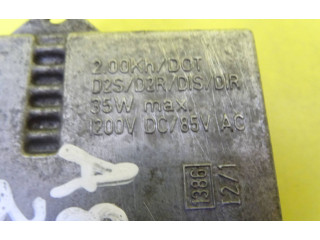 2.00Kh/DOT
D2S/D2R/D1S/D1R
35W max.
1200V DC/85V AC
386
12/1
A